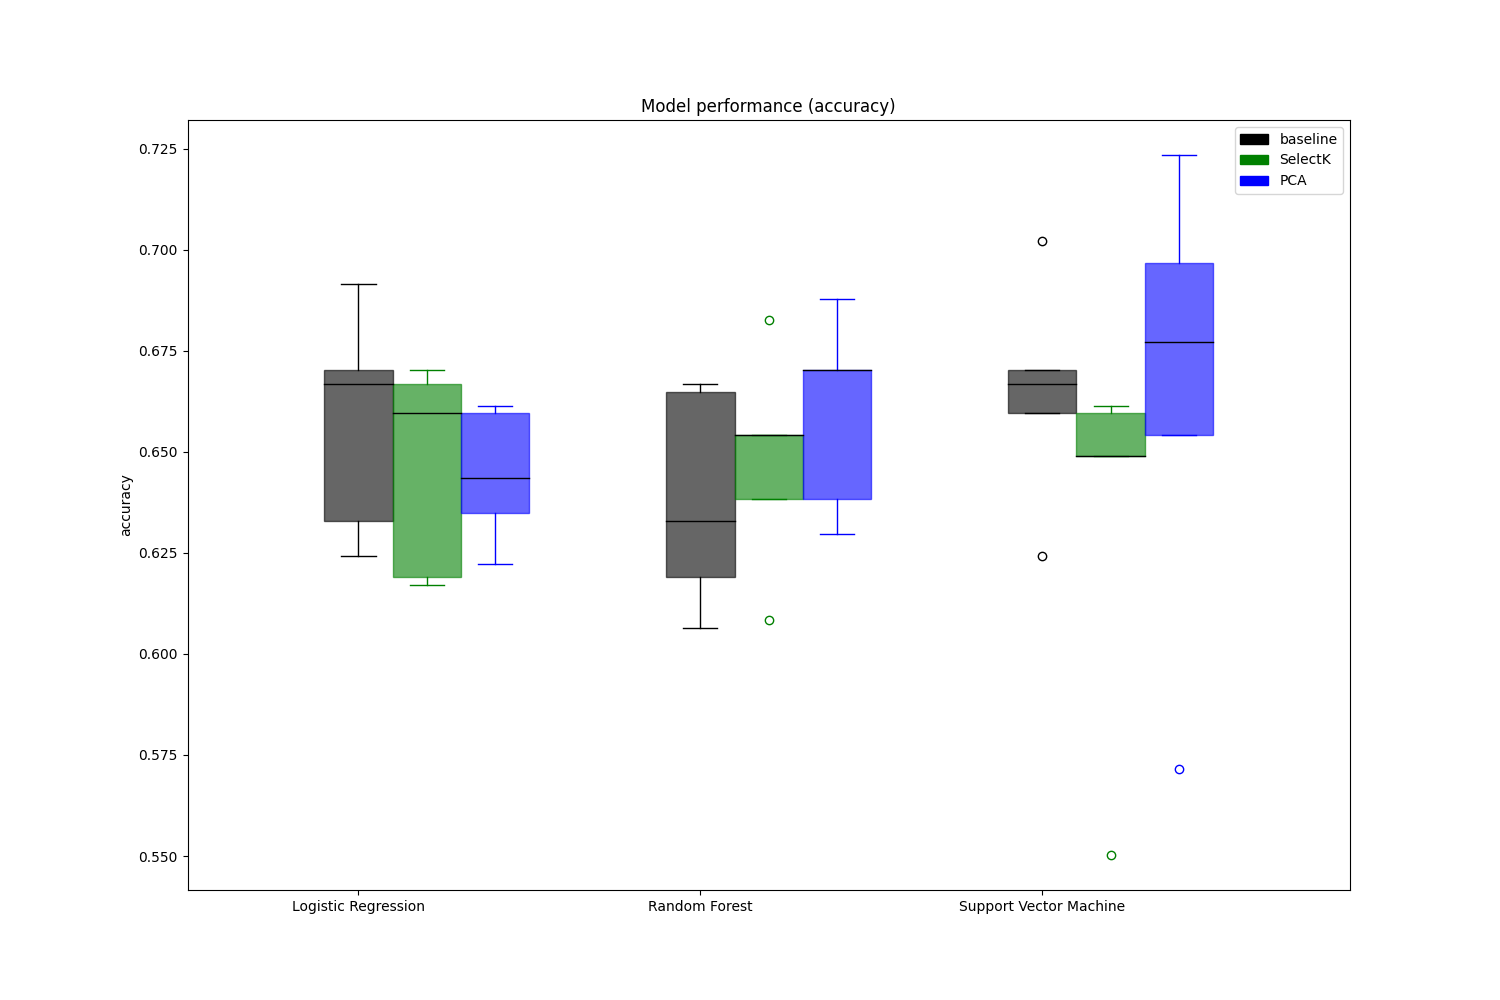 Model performance (accuracy)
baseline
SelectK
PCA
0.725
0.700
0.675
0.650
0.625
0.600
0.575
0.550
accuracy
Logistic Regression
Random Forest
Support Vector Machine